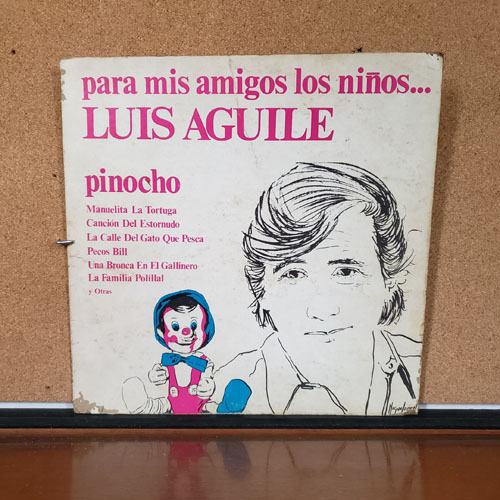 para mis amigos los niños...
LUIS AGUILE
pinocho
Manuelita La Tortuga
Canción Del Estornudo
La Calle Del Gato Que Pesca
Pecos Bill
Una Bronca En El Gallinero
La Familia Polillal
y Otras